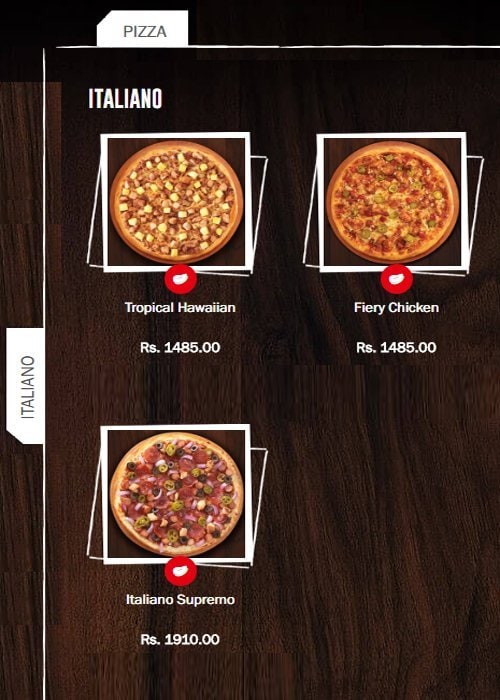 PIZZA
ITALIANO
Tropical Hawaiian
Fiery Chicken
Rs. 1485.00
Rs. 1485.00
ITALIANO
Italiano Supremo
Rs. 1910.00